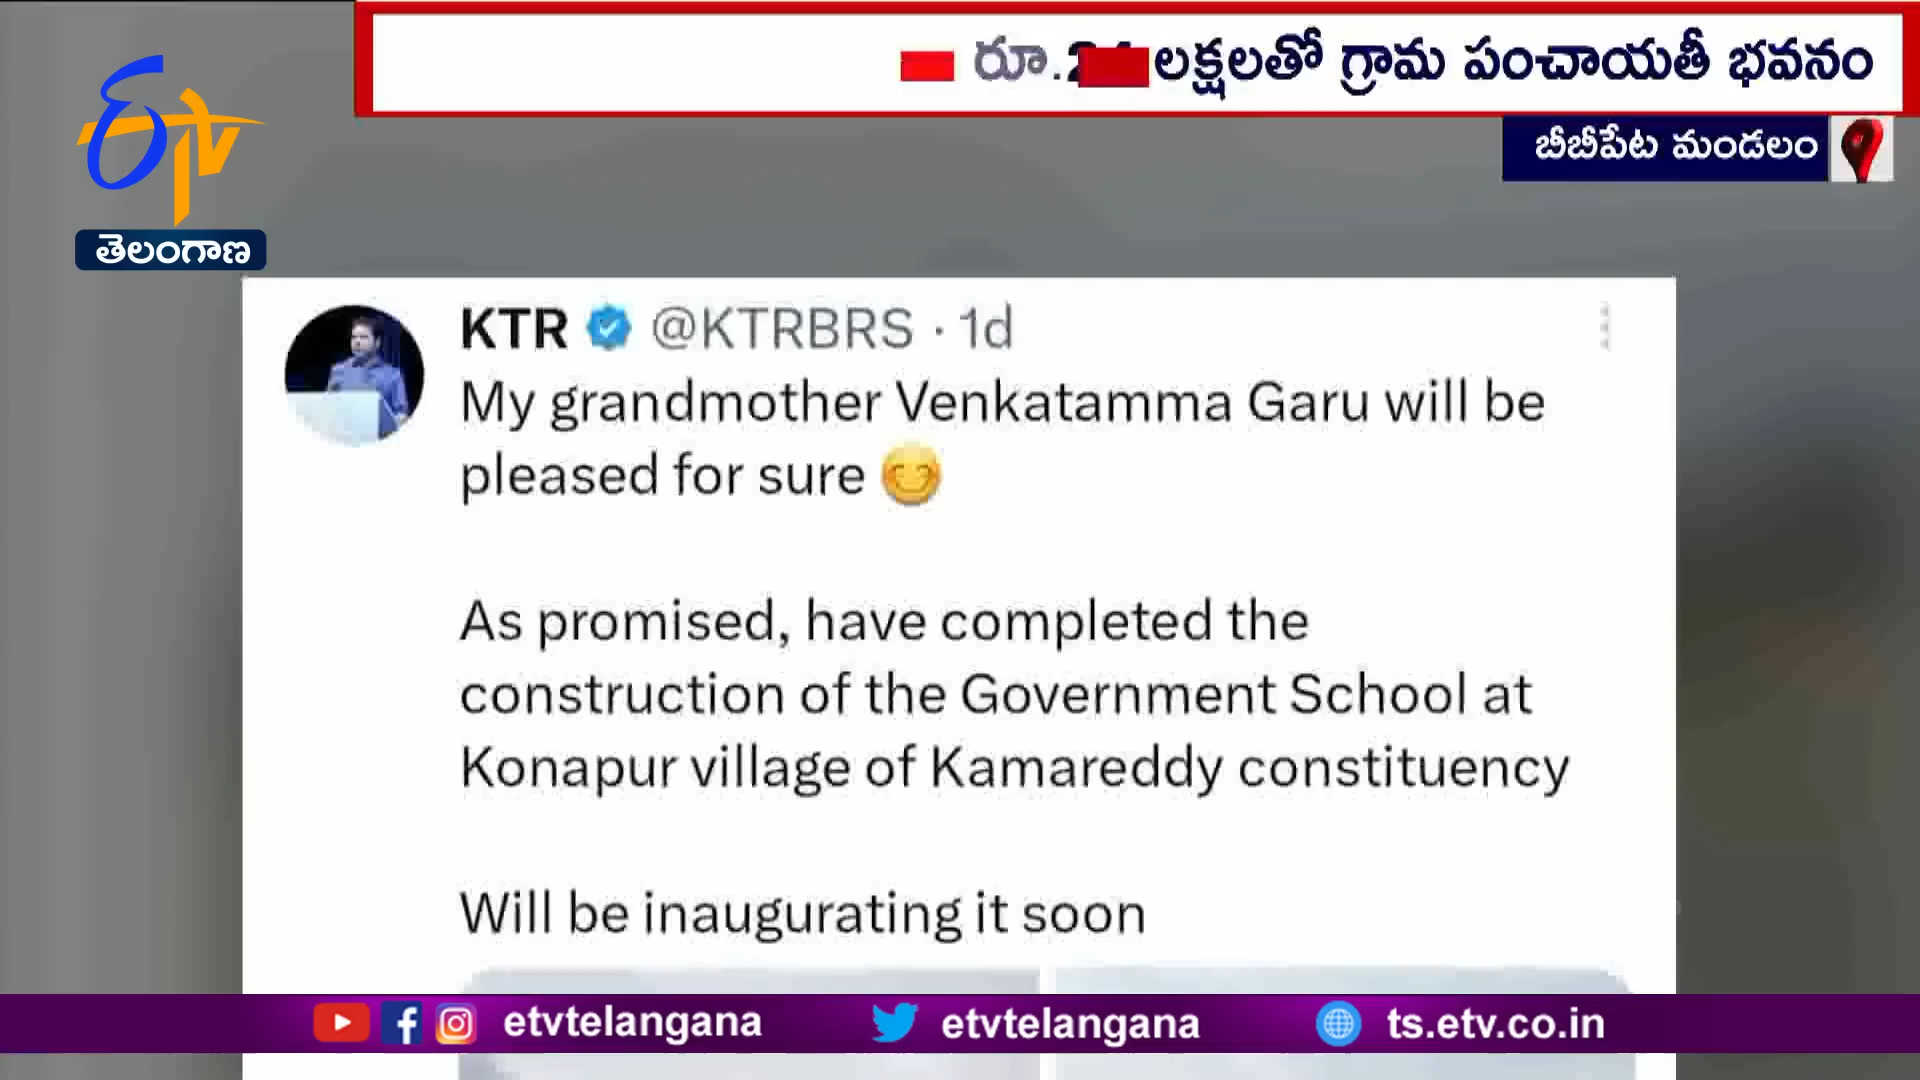 రూ. లక్షలతో గ్రామ పంచాయతీ భవనం
బీబీపేట మండలం
ETV
తెలంగాణ
KTR @KTRBRS · 1d
My grandmother Venkatamma Garu will be
pleased for sure 😊
As promised, have completed the
construction of the Government School at
Konapur village of Kamareddy constituency
Will be inaugurating it soon
etvtelangana etvtelangana ts.etv.co.in